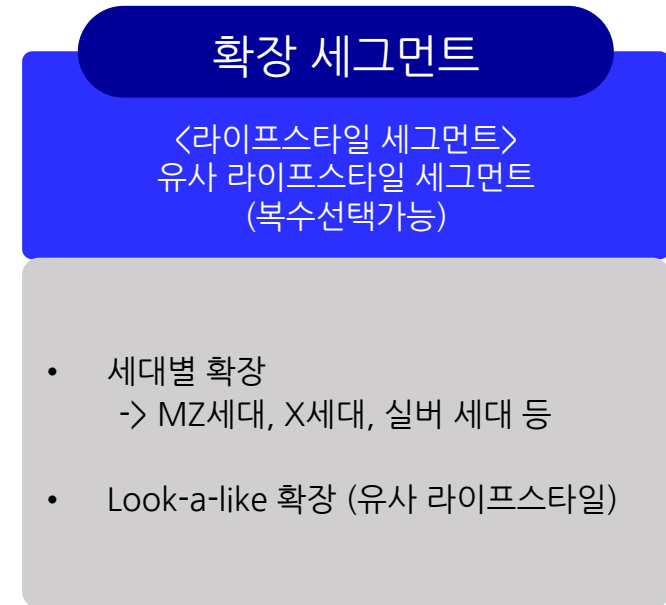 확장 세그먼트
<라이프스타일 세그먼트>
유사 라이프스타일 세그먼트
(복수선택가능)
• 세대별 확장
-> MZ세대, X세대, 실버 세대 등
• Look-a-like 확장 (유사 라이프스타일)